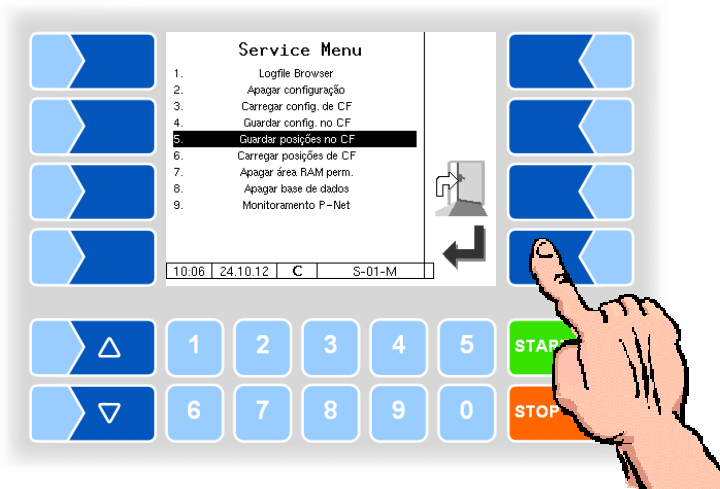 Service Menu
1. Logfile Browser
2. Apagar configuração
3. Carregar config. de CF
4. Guardar config. no CF
5. Guardar posições no CF
6. Carregar posições de CF
7. Apagar área RAM perm.
8. Apagar base de dados
9. Monitoramento P-Net
10:06 24.10.12 C S-01-M
1 2 3 4 5 STAR
6 7 8 9 0 STOP